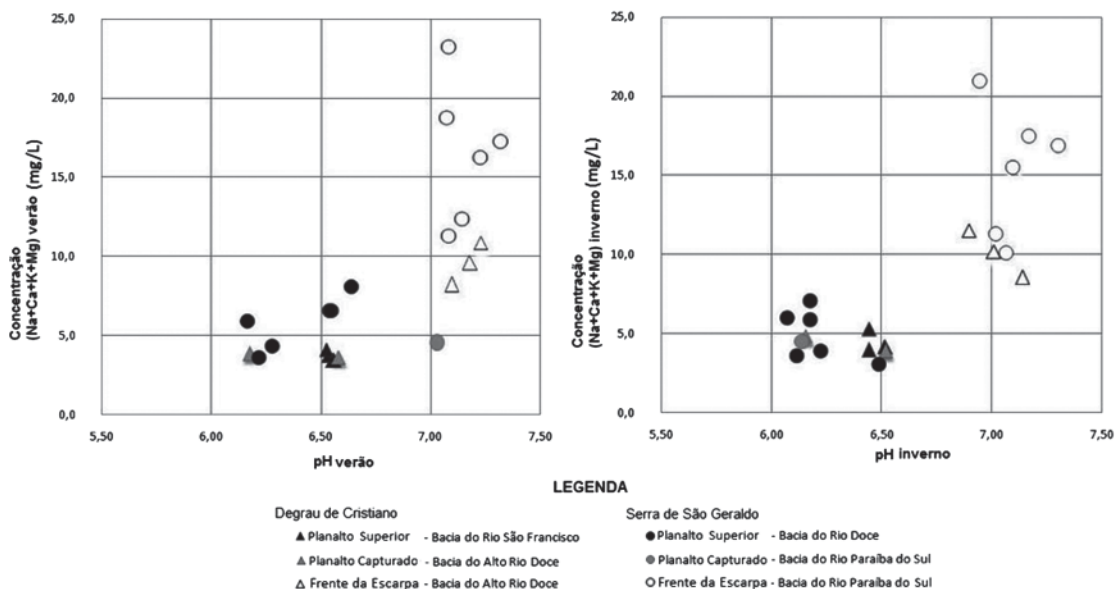 Concentração
(Na+Ca+K+Mg) verão (mg/L)
25,0
20,0
15,0
10,0
5,0
0,0
5,50
6,00
6,50
7,00
7,50
pH verão
Concentração
(Na+Ca+K+Mg) inverno (mg/L)
25,0
20,0
15,0
10,0
5,0
0,0
5,50
6,00
6,50
7,00
7,50
pH inverno
LEGENDA
Degrau de Cristiano
Planalto Superior - Bacia do Rio São Francisco
Planalto Capturado - Bacia do Alto Rio Doce
Frente da Escarpa - Bacia do Alto Rio Doce
Serra de São Geraldo
Planalto Superior - Bacia do Rio Doce
Planalto Capturado - Bacia do Rio Paraíba do Sul
Frente da Escarpa - Bacia do Rio Paraíba do Sul